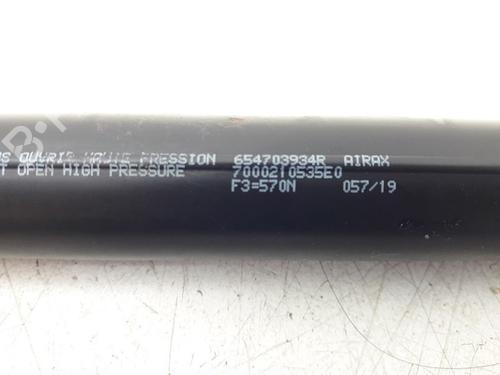 OUVRIR HAUTE PRESSION 654703934R AIRAX
T OPEN HIGH PRESSURE 7000210535E0
F3=570N 057/19